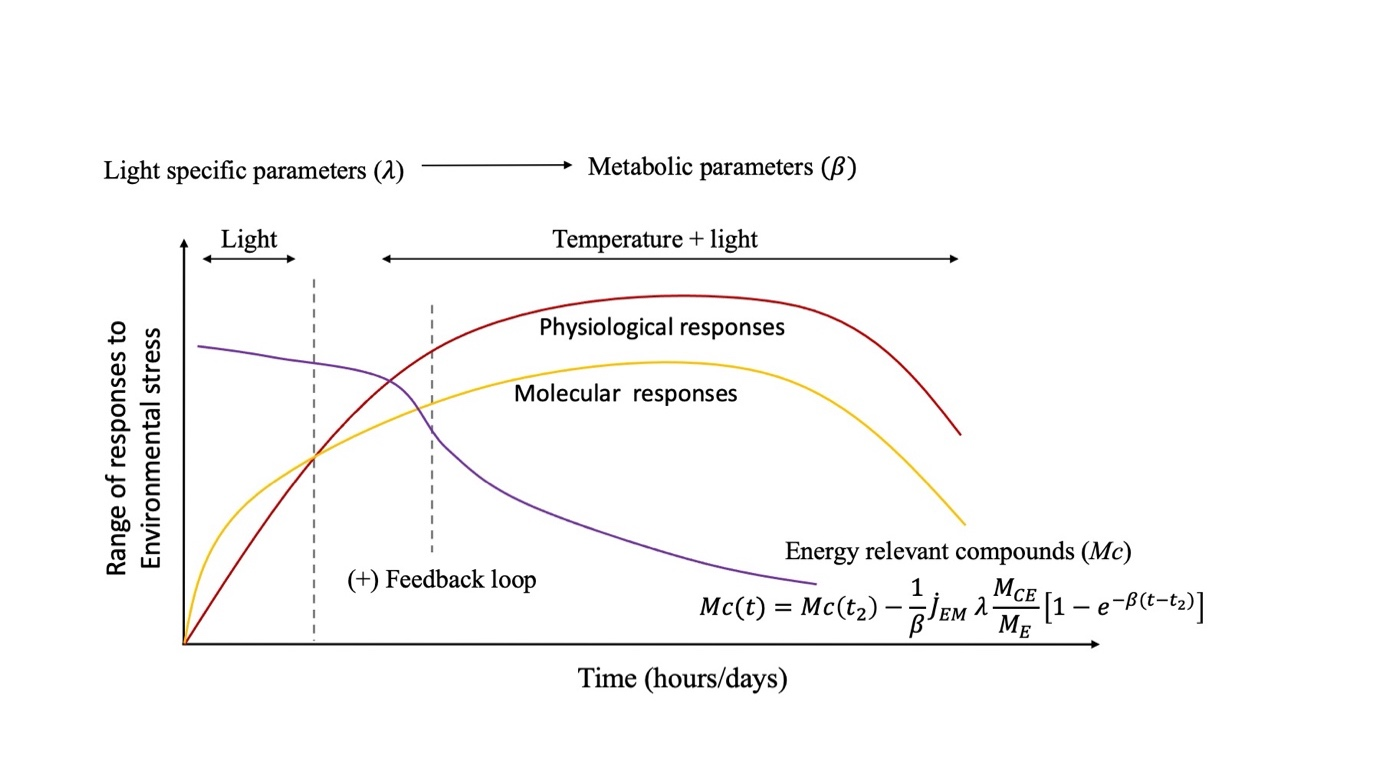 Light specific parameters (λ)
Metabolic parameters (β)
Light
Temperature + light
Range of responses to
Environmental stress
Physiological responses
Molecular responses
Energy relevant compounds (Mc)
(+) Feedback loop
Mc(t) = Mc(t₂) − 1/β j_EM λ M_CE/M_E [1 − e^−β(t−t₂)]
Time (hours/days)